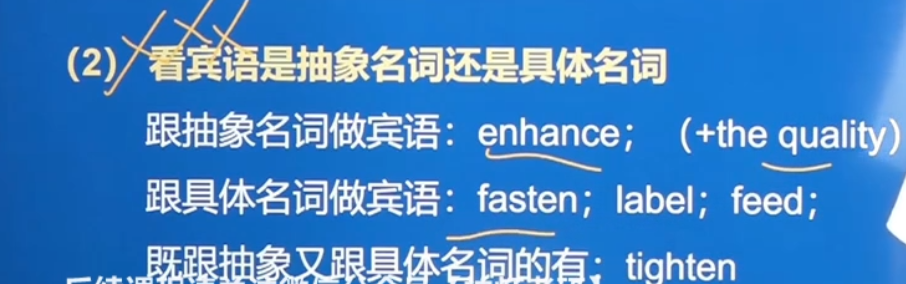 (2) 看宾语是抽象名词还是具体名词
跟抽象名词做宾语：enhance； （+the quality）
跟具体名词做宾语：fasten；label；feed；
既跟抽象又跟具体名词的有：tighten